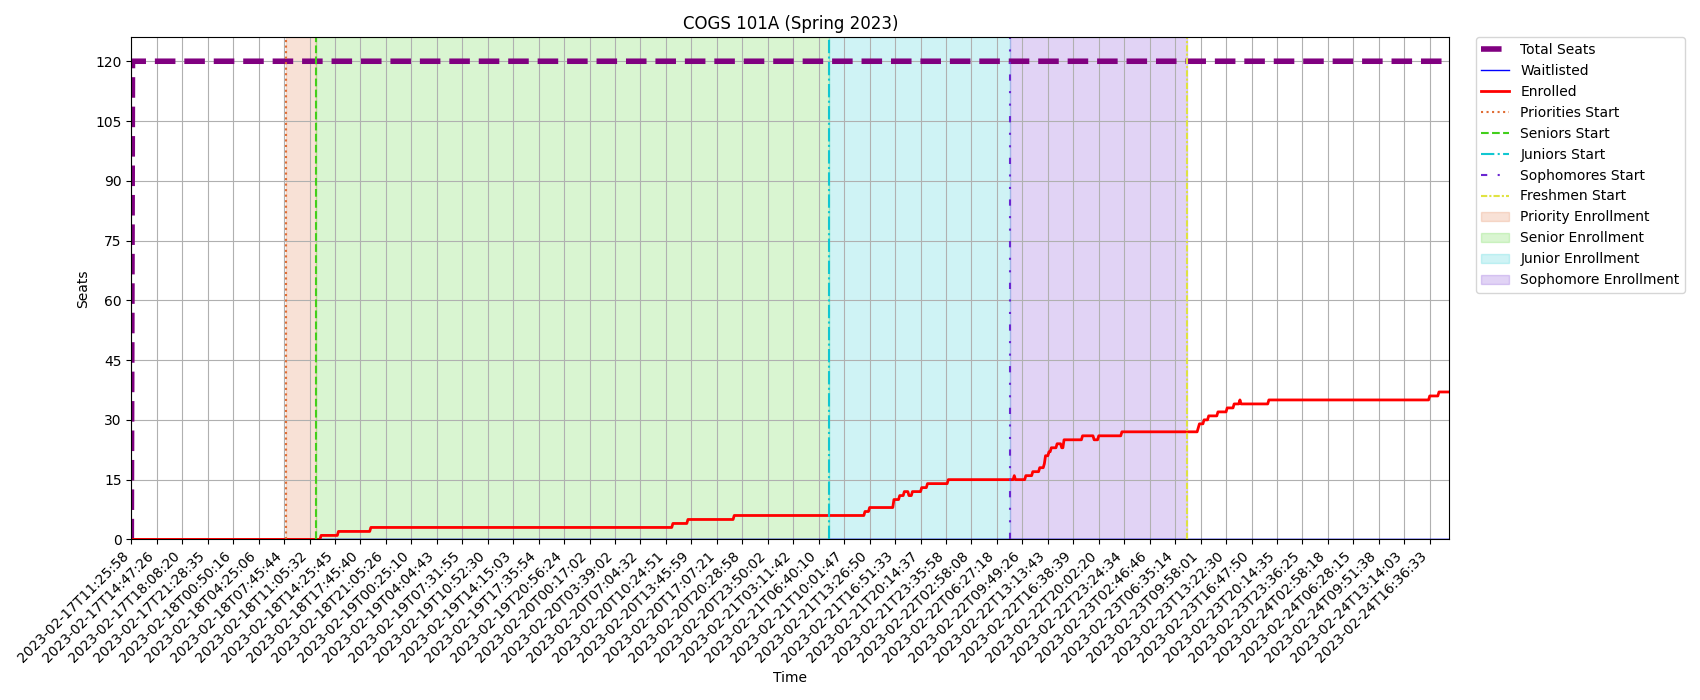 COGS 101A (Spring 2023)
120
105
90
75
60
45
30
15
0
Seats
2023-02-17T11:25:58
2023-02-17T14:47:26
2023-02-17T18:08:20
2023-02-17T21:28:35
2023-02-18T00:50:16
2023-02-18T04:25:06
2023-02-18T07:45:44
2023-02-18T11:05:32
2023-02-18T14:25:45
2023-02-18T17:45:40
2023-02-18T21:05:26
2023-02-19T00:25:10
2023-02-19T04:04:43
2023-02-19T07:31:55
2023-02-19T10:52:30
2023-02-19T14:15:03
2023-02-19T17:35:54
2023-02-19T20:56:24
2023-02-20T00:17:02
2023-02-20T03:39:02
2023-02-20T07:04:32
2023-02-20T10:24:51
2023-02-20T13:45:59
2023-02-20T17:07:21
2023-02-20T20:28:58
2023-02-20T23:50:02
2023-02-21T03:11:42
2023-02-21T06:40:10
2023-02-21T10:01:47
2023-02-21T13:26:50
2023-02-21T16:51:33
2023-02-21T20:14:37
2023-02-21T23:35:58
2023-02-22T02:58:08
2023-02-22T06:27:18
2023-02-22T09:49:26
2023-02-22T13:13:43
2023-02-22T16:38:39
2023-02-22T20:02:20
2023-02-22T23:24:34
2023-02-23T02:46:46
2023-02-23T06:35:14
2023-02-23T09:58:01
2023-02-23T13:22:30
2023-02-23T16:47:50
2023-02-23T20:14:35
2023-02-23T23:36:25
2023-02-24T02:58:18
2023-02-24T06:28:15
2023-02-24T09:51:38
2023-02-24T13:14:03
2023-02-24T16:36:33
Time
Total Seats
Waitlisted
Enrolled
Priorities Start
Seniors Start
Juniors Start
Sophomores Start
Freshmen Start
Priority Enrollment
Senior Enrollment
Junior Enrollment
Sophomore Enrollment